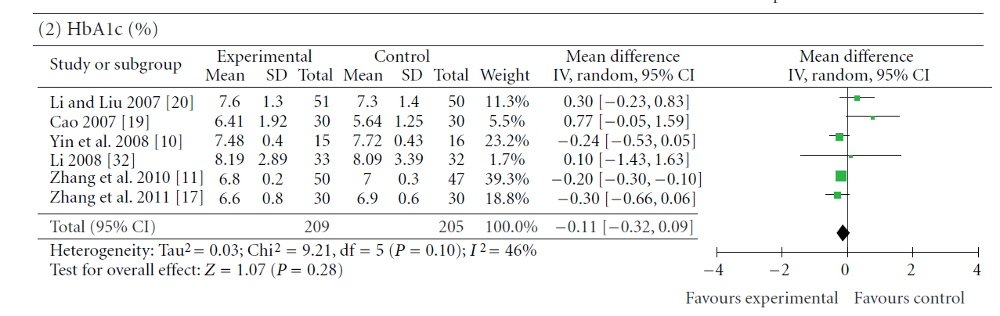 (2) HbA1c (%)
Study or subgroup Experimental Control Mean difference Mean difference
Mean SD Total Mean SD Total Weight IV, random, 95% CI IV, random, 95% CI
Li and Liu 2007 [20] 7.6 1.3 51 7.3 1.4 50 11.3% 0.30 [−0.23, 0.83]
Cao 2007 [19] 6.41 1.92 30 5.64 1.25 30 5.5% 0.77 [−0.05, 1.59]
Yin et al. 2008 [10] 7.48 0.4 15 7.72 0.43 16 23.2% −0.24 [−0.53, 0.05]
Li 2008 [32] 8.19 2.89 33 8.09 3.39 32 1.7% 0.10 [−1.43, 1.63]
Zhang et al. 2010 [11] 6.8 0.2 50 7 0.3 47 39.3% −0.20 [−0.30, −0.10]
Zhang et al. 2011 [17] 6.6 0.8 30 6.9 0.6 30 18.8% −0.30 [−0.66, 0.06]
Total (95% CI) 209 205 100.0% −0.11 [−0.32, 0.09]
Heterogeneity: Tau² = 0.03; Chi² = 9.21, df = 5 (P = 0.10); I² = 46%
Test for overall effect: Z = 1.07 (P = 0.28)
−4 −2 0 2 4
Favours experimental Favours control